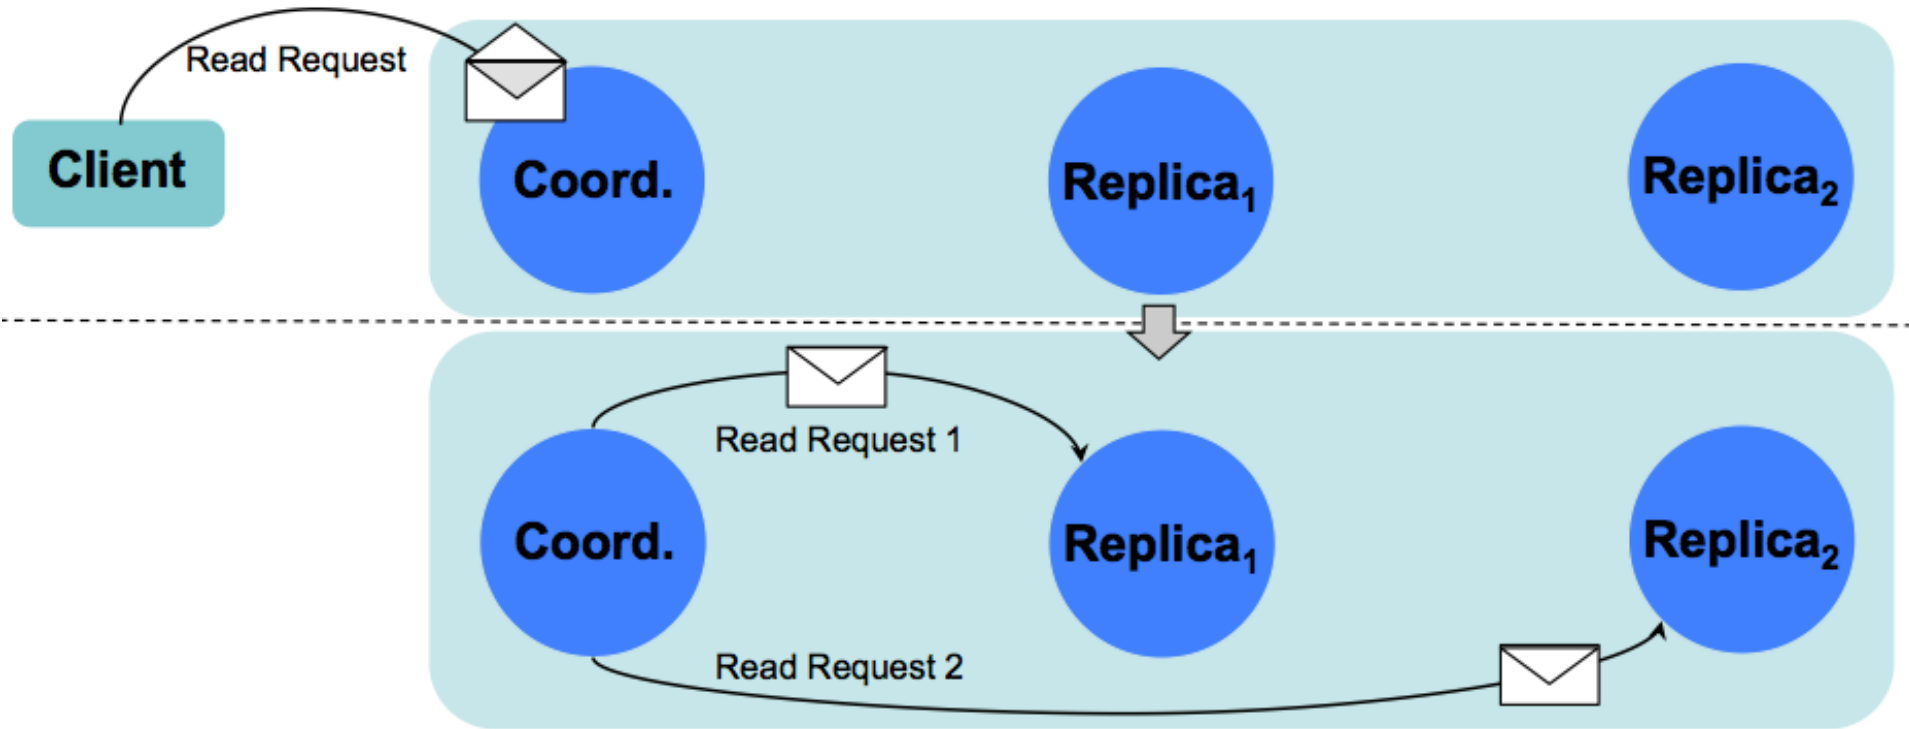 Read Request
Client
Coord.
Replica₁
Replica₂
Read Request 1
Coord.
Replica₁
Replica₂
Read Request 2